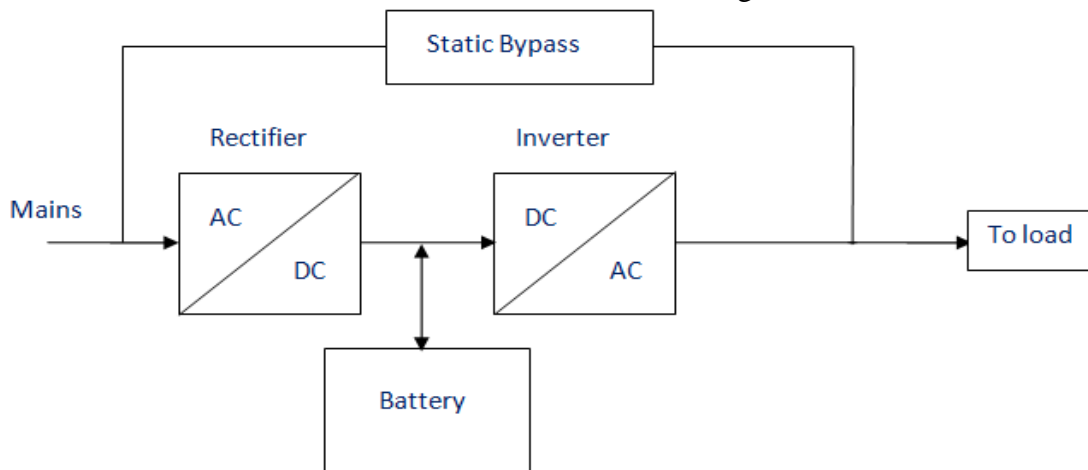 Static Bypass
Rectifier
Inverter
Mains
AC
DC
DC
AC
To load
Battery